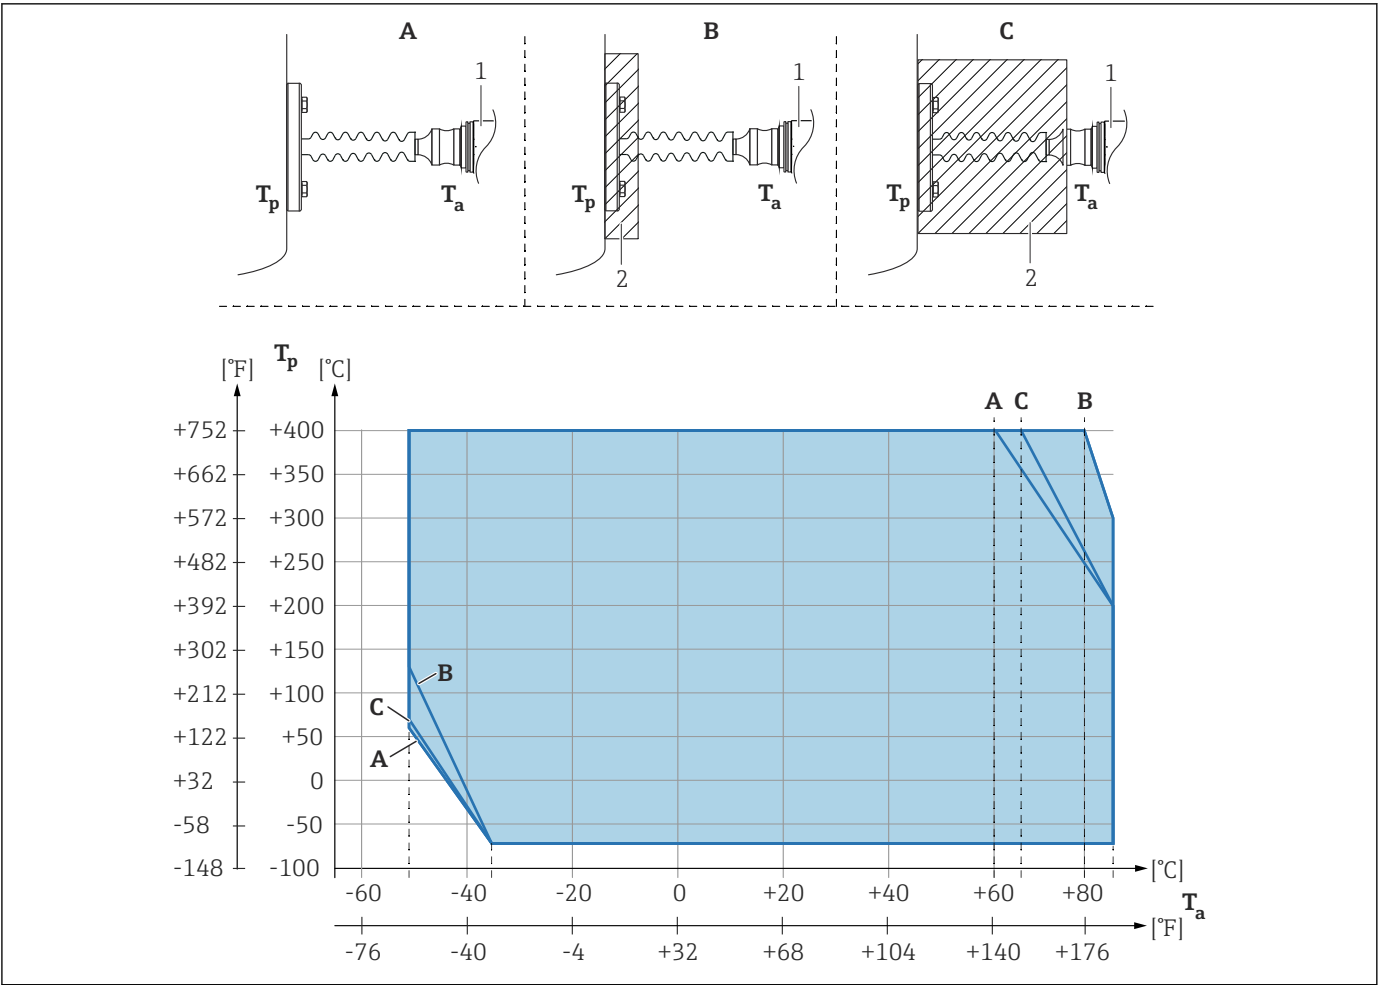 A B C
1 1 1
Tp Ta Tp Ta Tp Ta
2 2
Tp
[°F] [°C]
A C B
+752 +400
+662 +350
+572 +300
+482 +250
+392 +200
+302 +150
B
+212 +100
C
+122 +50
A
+32 0
-58 -50
-148 -100
[°C]
-60 -40 -20 0 +20 +40 +60 +80
Ta
[°F]
-76 -40 -4 +32 +68 +104 +140 +176